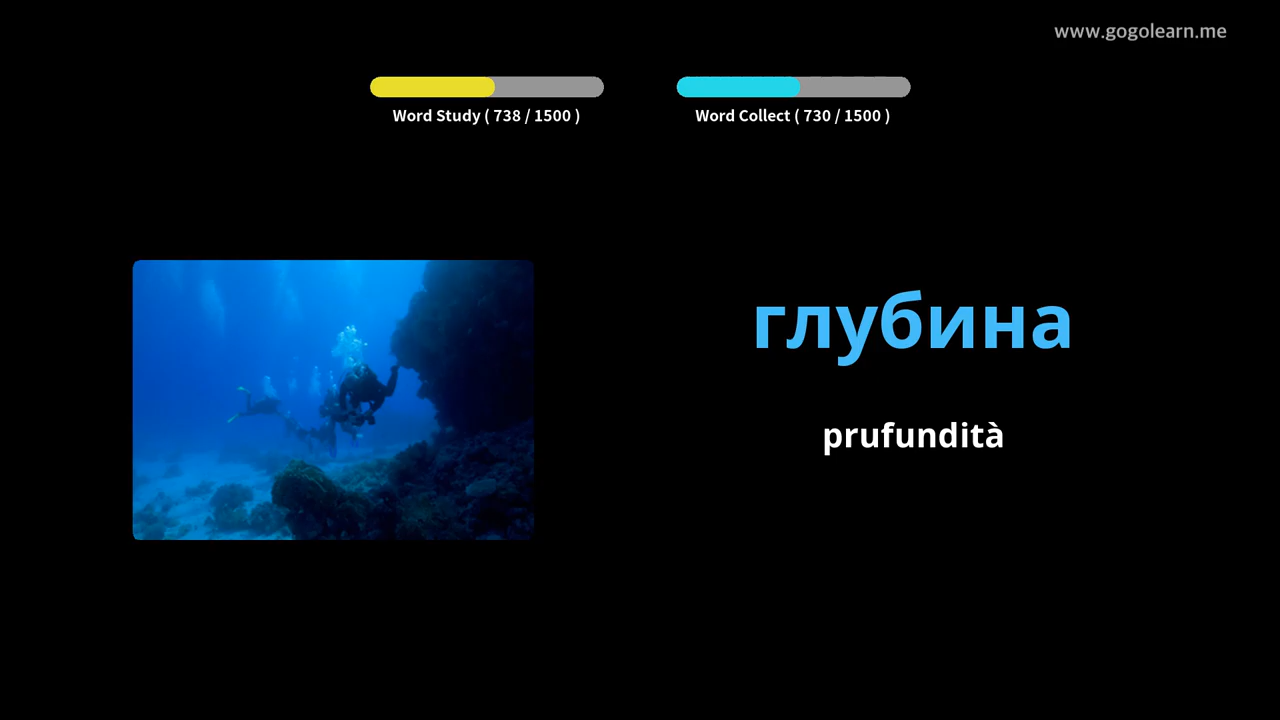 www.gogolearn.me
Word Study ( 738 / 1500 )
Word Collect ( 730 / 1500 )
глубина
prufundità